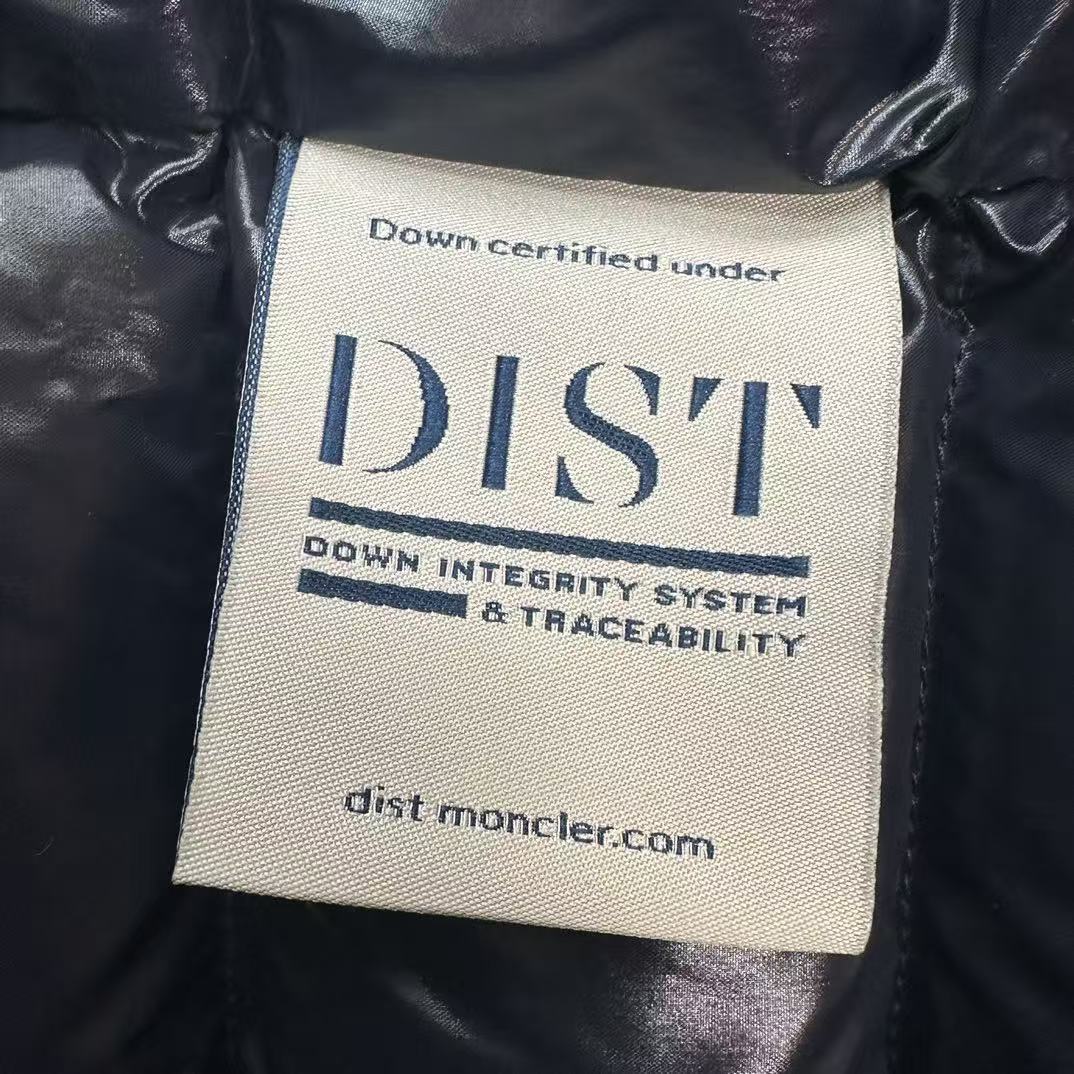 Down certified under
DIST
DOWN INTEGRITY SYSTEM
& TRACEABILITY
dist moncler.com